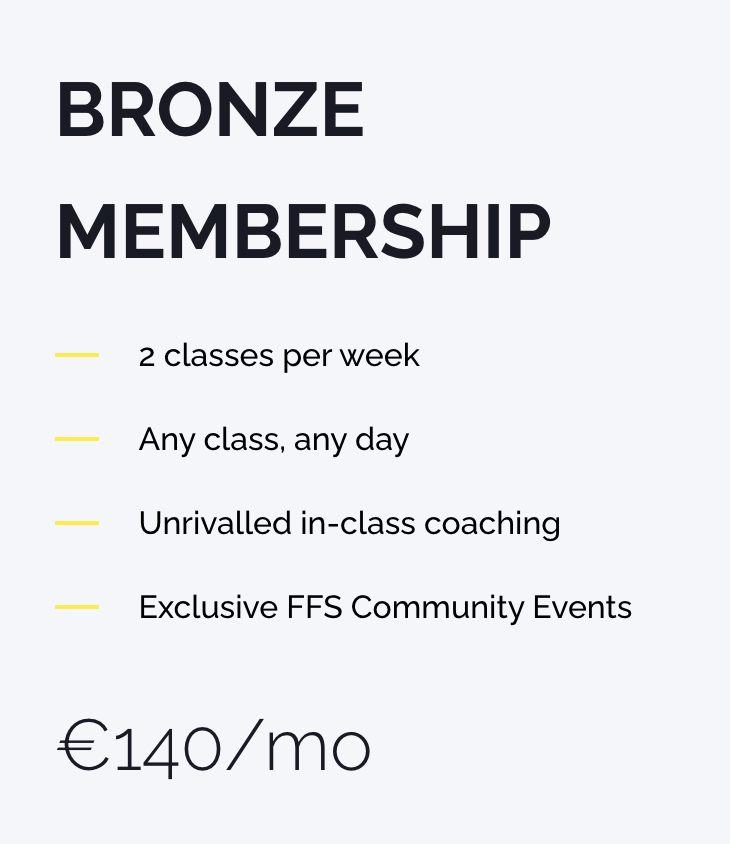 BRONZE
MEMBERSHIP
2 classes per week
Any class, any day
Unrivalled in-class coaching
Exclusive FFS Community Events
€140/mo